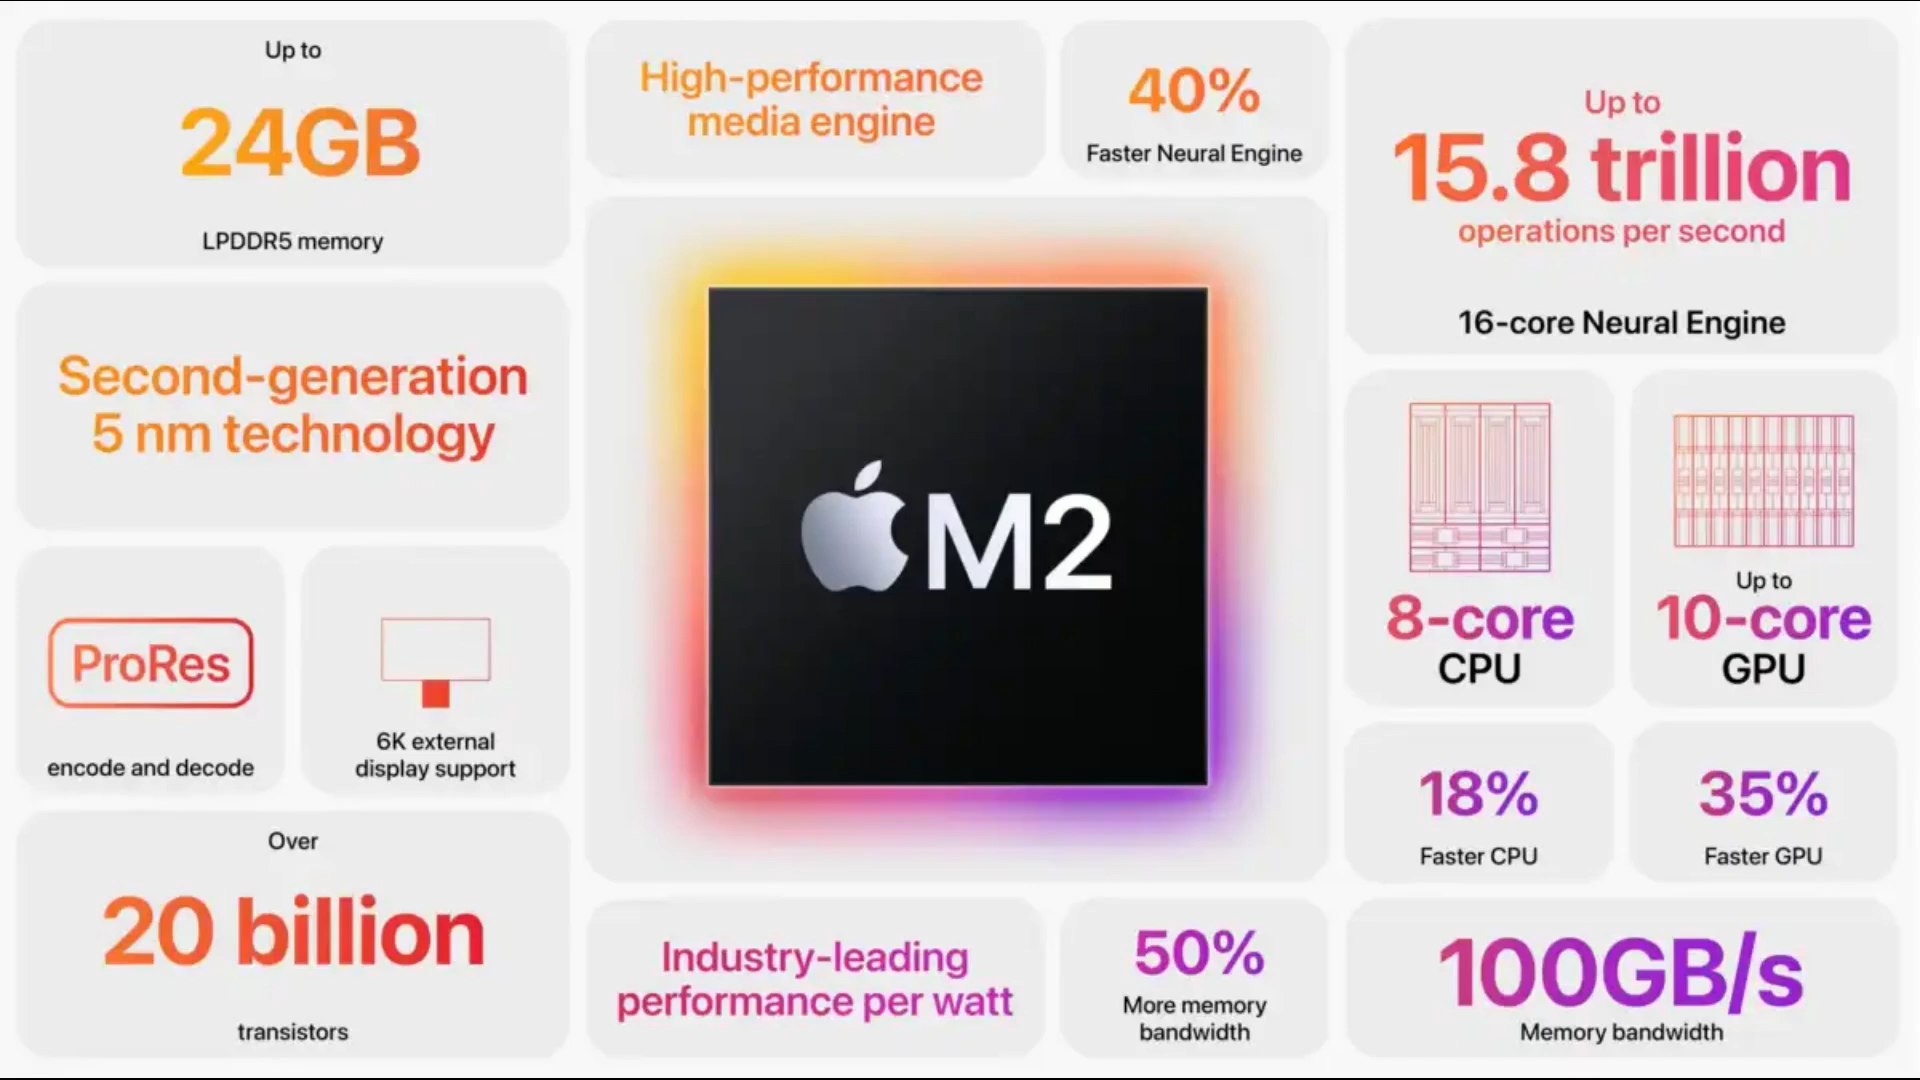 Up to
24GB
LPDDR5 memory
High-performance
media engine
40%
Faster Neural Engine
Up to
15.8 trillion
operations per second
16-core Neural Engine
Second-generation
5 nm technology
M2
8-core
CPU
Up to
10-core
GPU
ProRes
encode and decode
6K external
display support
18%
Faster CPU
35%
Faster GPU
Over
20 billion
transistors
Industry-leading
performance per watt
50%
More memory
bandwidth
100GB/s
Memory bandwidth